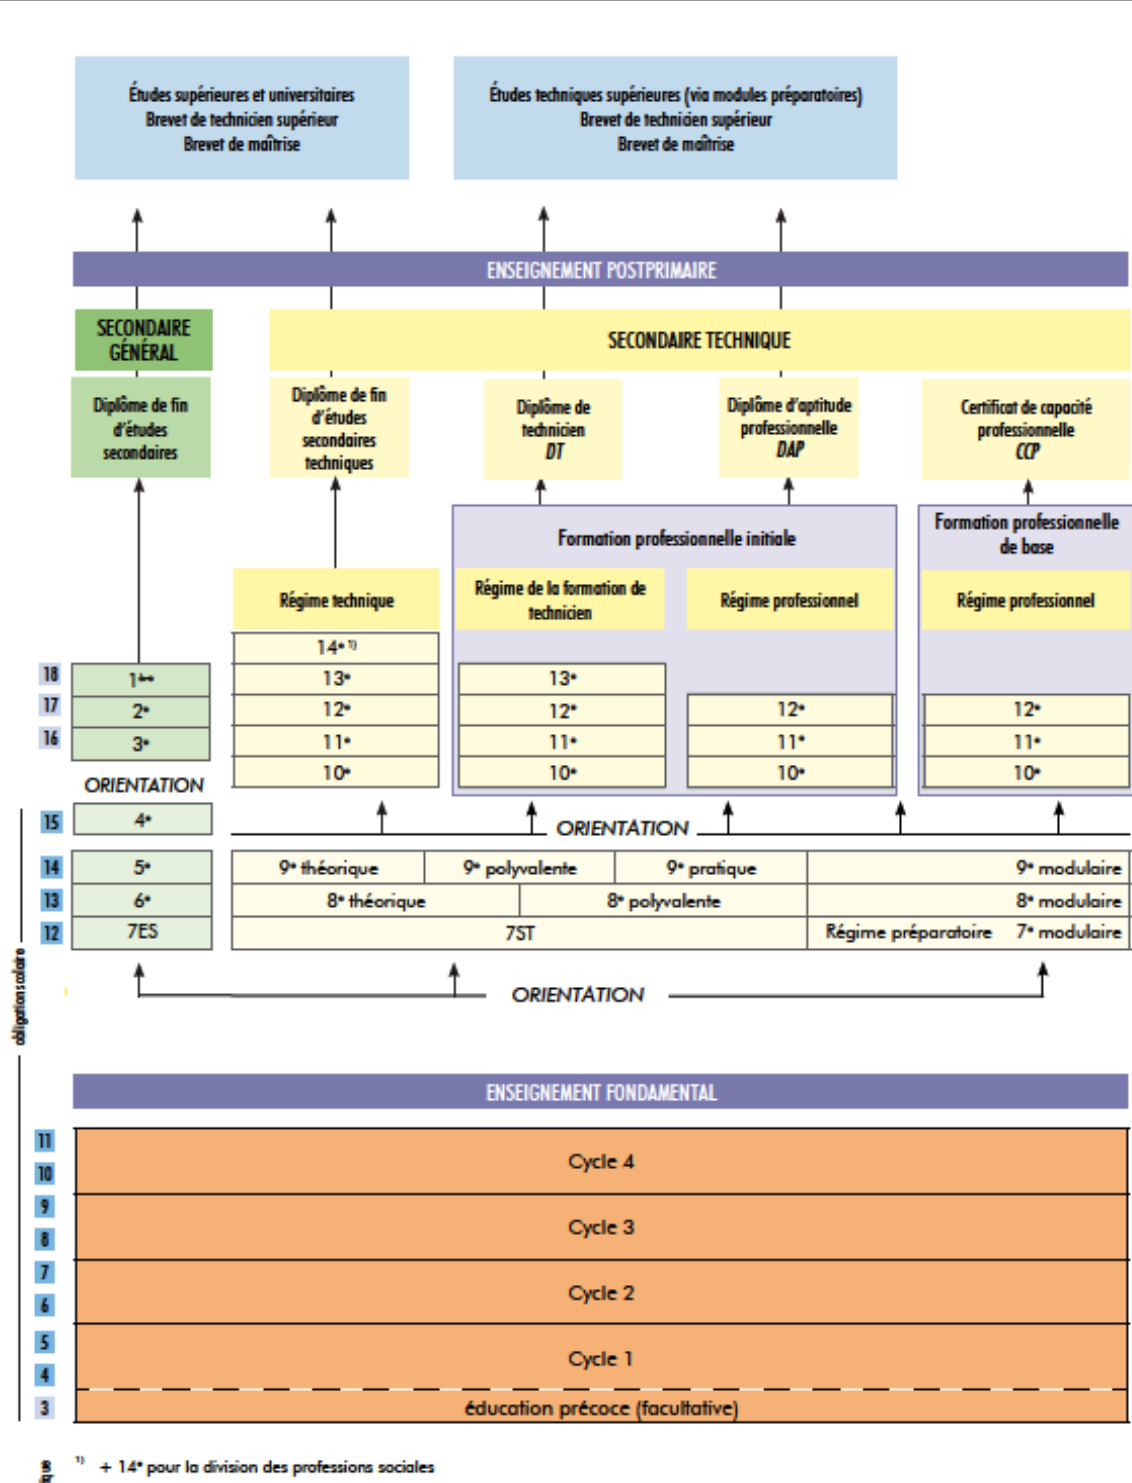 Études supérieures et universitaires
Brevet de technicien supérieur
Brevet de maîtrise
Études techniques supérieures (via modules préparatoires)
Brevet de technicien supérieur
Brevet de maîtrise
ENSEIGNEMENT POSTPRIMAIRE
SECONDAIRE
GÉNÉRAL
SECONDAIRE TECHNIQUE
Diplôme de fin
d'études
secondaires
Diplôme de fin
d'études
secondaires
techniques
Diplôme de
technicien
DT
Diplôme d'aptitude
professionnelle
DAP
Certificat de capacité
professionnelle
CCP
Formation professionnelle initiale
Formation professionnelle
de base
Régime technique
Régime de la formation de
technicien
Régime professionnel
Régime professionnel
14e 1)
18 1re 13e 13e
17 2e 12e 12e 12e 12e
16 3e 11e 11e 11e 11e
10e 10e 10e 10e
ORIENTATION
15 4e
ORIENTATION
14 5e 9e théorique 9e polyvalente 9e pratique 9e modulaire
13 6e 8e théorique 8e polyvalente 8e modulaire
12 7ES 7ST Régime préparatoire 7e modulaire
ORIENTATION
obligation scolaire
ENSEIGNEMENT FONDAMENTAL
11
Cycle 4
10
9
Cycle 3
8
7
Cycle 2
6
5
Cycle 1
4
3 éducation précoce (facultative)
1) + 14e pour la division des professions sociales